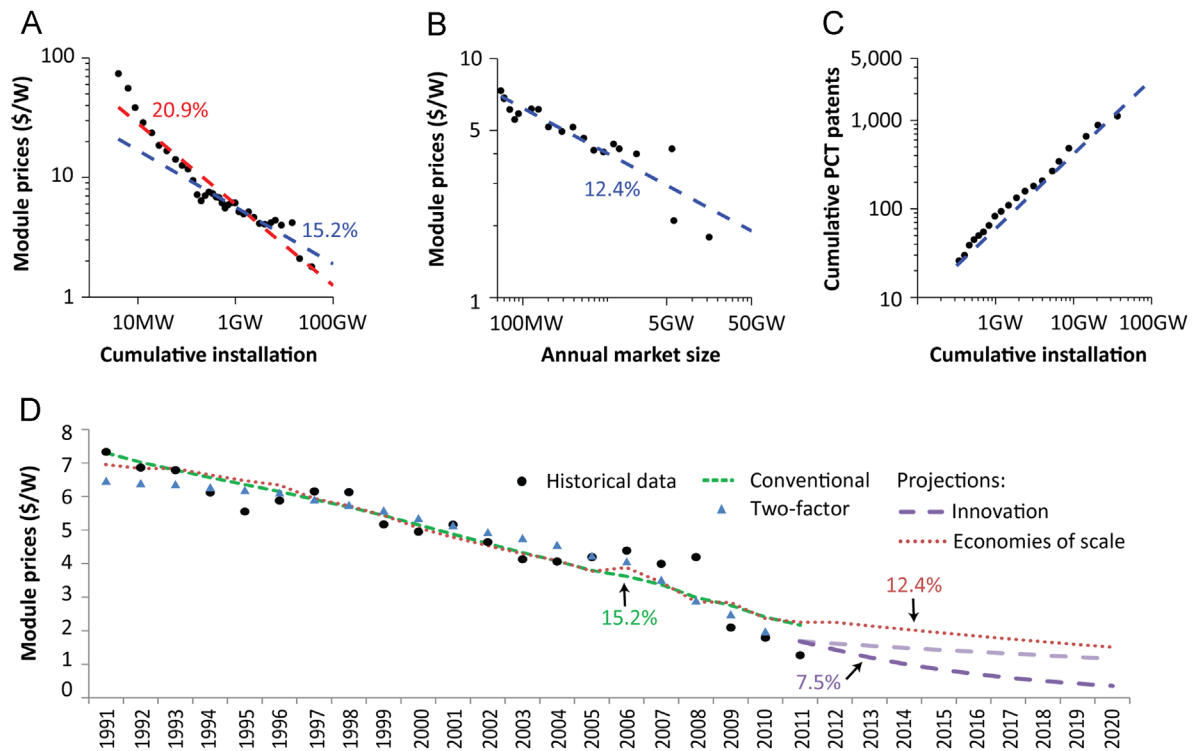 A
Module prices ($/W)
100
10
1
20.9%
15.2%
10MW 1GW 100GW
Cumulative installation
B
Module prices ($/W)
10
5
1
12.4%
100MW 5GW 50GW
Annual market size
C
Cumulative PCT patents
5,000
1,000
100
10
1GW 10GW 100GW
Cumulative installation
D
Module prices ($/W)
8
7
6
5
4
3
2
1
0
Historical data
Conventional
Two-factor
Projections:
Innovation
Economies of scale
15.2%
12.4%
7.5%
1991 1992 1993 1994 1995 1996 1997 1998 1999 2000 2001 2002 2003 2004 2005 2006 2007 2008 2009 2010 2011 2012 2013 2014 2015 2016 2017 2018 2019 2020